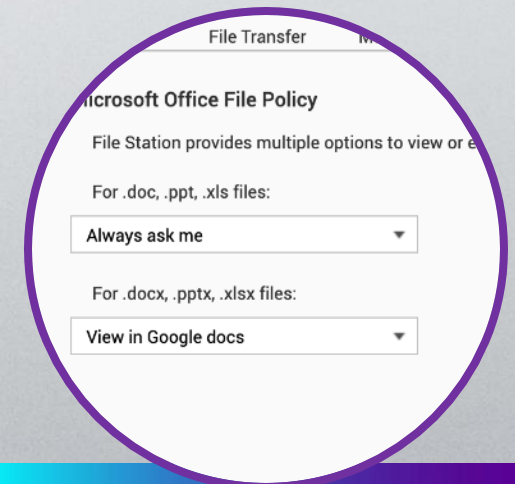 File Transfer
icrosoft Office File Policy
File Station provides multiple options to view or
For .doc, .ppt, .xls files:
Always ask me
For .docx, .pptx, .xlsx files:
View in Google docs